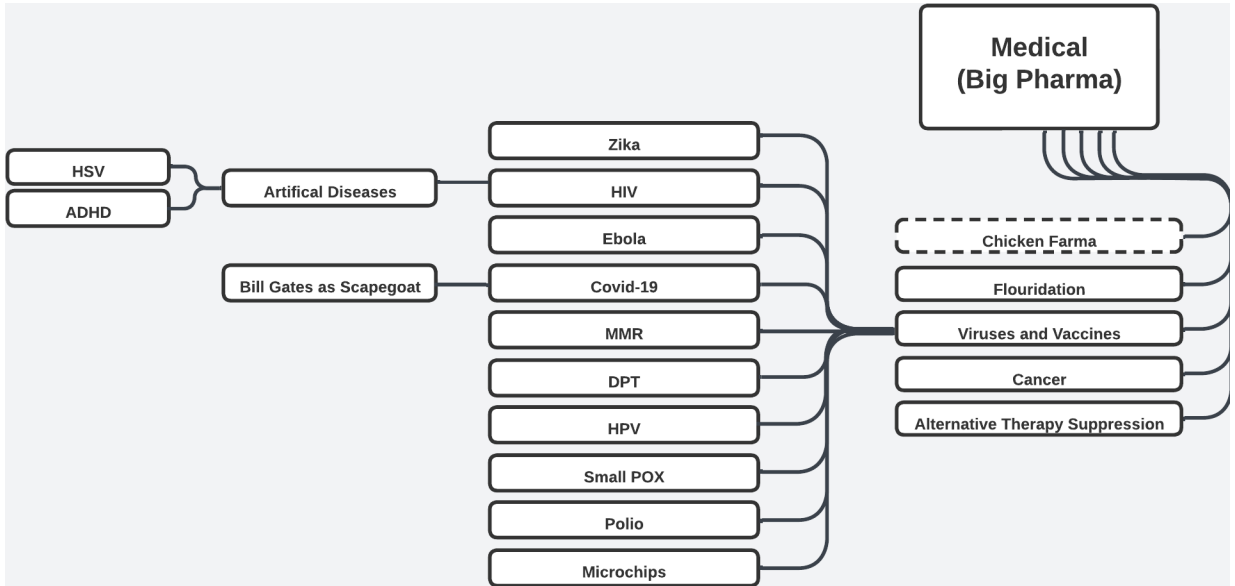 Medical
(Big Pharma)
Zika
HSV
Artifical Diseases
HIV
ADHD
Ebola
Chicken Farma
Bill Gates as Scapegoat
Covid-19
Flouridation
MMR
Viruses and Vaccines
DPT
Cancer
HPV
Alternative Therapy Suppression
Small POX
Polio
Microchips